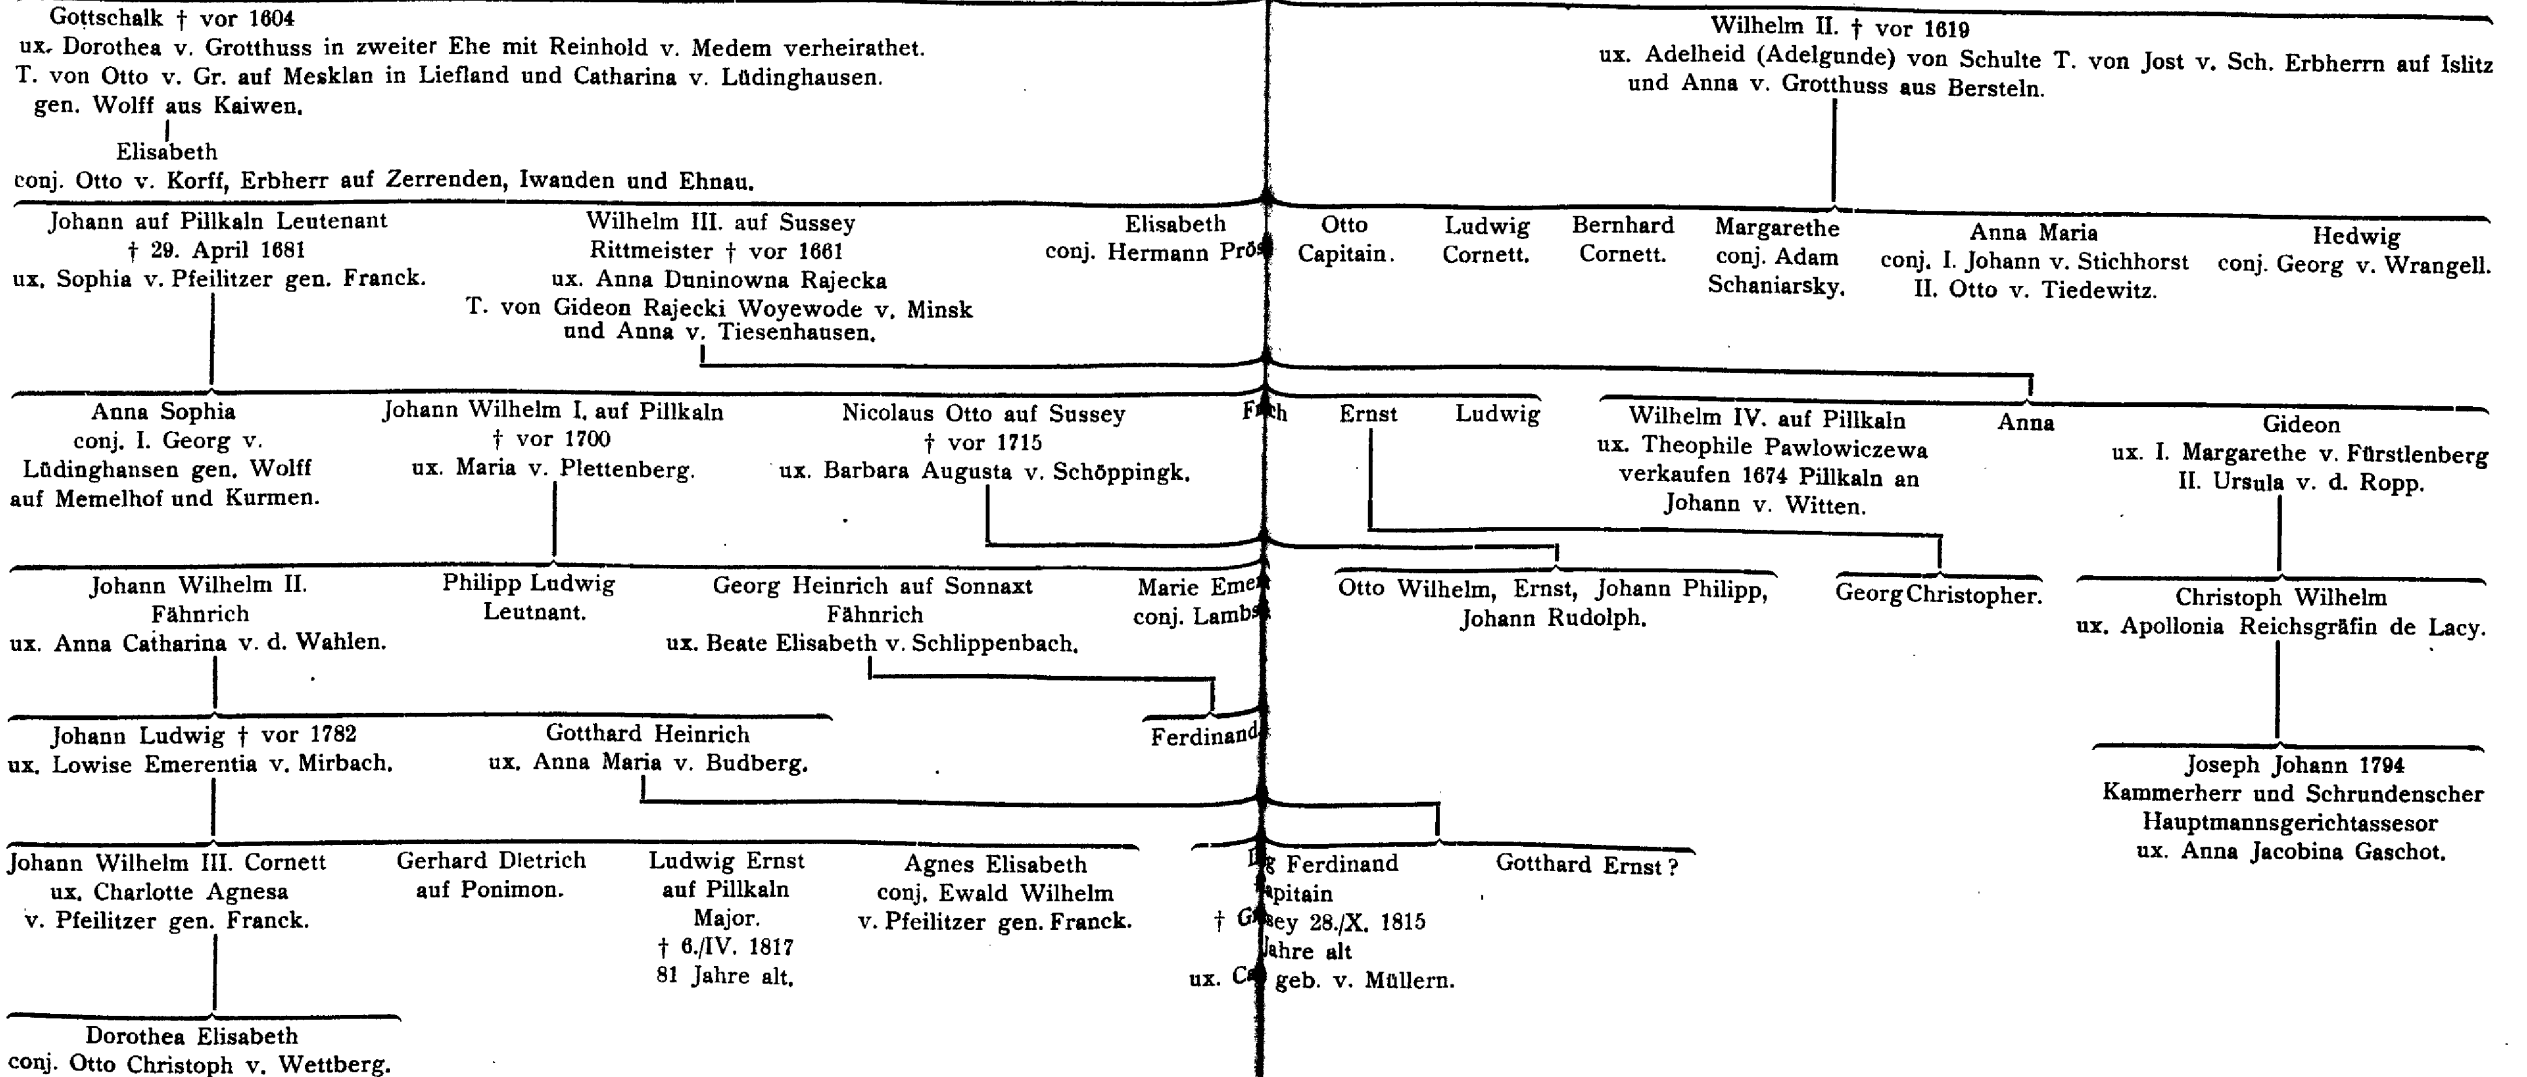 Gottschalk † vor 1604
ux. Dorothea v. Grotthuss in zweiter Ehe mit Reinhold v. Medem verheirathet.
T. von Otto v. Gr. auf Mesklan in Liefland und Catharina v. Lüdinghausen.
gen. Wolff aus Kaiwen.
Wilhelm II. † vor 1619
ux. Adelheid (Adelgunde) von Schulte T. von Jost v. Sch. Erbherrn auf Islitz
und Anna v. Grotthuss aus Bersteln.
Elisabeth
conj. Otto v. Korff, Erbherr auf Zerrenden, Iwanden und Ehnau.
Johann auf Pillkaln Leutenant
† 29. April 1681
ux. Sophia v. Pfeilitzer gen. Franck.
Wilhelm III. auf Sussey
Rittmeister † vor 1661
ux. Anna Duninowna Rajecka
T. von Gideon Rajecki Woyewode v. Minsk
und Anna v. Tiesenhausen.
Elisabeth
conj. Hermann
Otto
Capitain.
Ludwig
Cornett.
Bernhard
Cornett.
Margarethe
conj. Adam
Schaniarsky.
Anna Maria
conj. I. Johann v. Stichhorst
II. Otto v. Tiedewitz.
Hedwig
conj. Georg v. Wrangell.
Anna Sophia
conj. I. Georg v.
Lüdinghansen gen. Wolff
auf Memelhof und Kurmen.
Johann Wilhelm I. auf Pillkaln
† vor 1700
ux. Maria v. Plettenberg.
Nicolaus Otto auf Sussey
† vor 1715
ux. Barbara Augusta v. Schöppingk.
Ernst
Ludwig
Wilhelm IV. auf Pillkaln
ux. Theophile Pawlowiczewa
verkaufen 1674 Pillkaln an
Johann v. Witten.
Anna
Gideon
ux. I. Margarethe v. Fürstlenberg
II. Ursula v. d. Ropp.
Johann Wilhelm II.
Fähnrich
ux. Anna Catharina v. d. Wahlen.
Philipp Ludwig
Leutnant.
Georg Heinrich auf Sonnaxt
Fähnrich
ux. Beate Elisabeth v. Schlippenbach.
Marie
conj.
Otto Wilhelm, Ernst, Johann Philipp,
Johann Rudolph.
Georg Christopher.
Christoph Wilhelm
ux. Apollonia Reichsgräfin de Lacy.
Johann Ludwig † vor 1782
ux. Lowise Emerentia v. Mirbach.
Gotthard Heinrich
ux. Anna Maria v. Budberg.
Ferdinand
Joseph Johann 1794
Kammerherr und Schrundenscher
Hauptmannsgerichtassesor
ux. Anna Jacobina Gaschot.
Johann Wilhelm III. Cornett
ux. Charlotte Agnesa
v. Pfeilitzer gen. Franck.
Gerhard Dietrich
auf Ponimon.
Ludwig Ernst
auf Pillkaln
Major.
† 6./IV. 1817
81 Jahre alt.
Agnes Elisabeth
conj. Ewald Wilhelm
v. Pfeilitzer gen. Franck.
Ferdinand
† 28./X. 1815
Jahre alt
ux. geb. v. Müllern.
Gotthard Ernst ?
Dorothea Elisabeth
conj. Otto Christoph v. Wettberg.